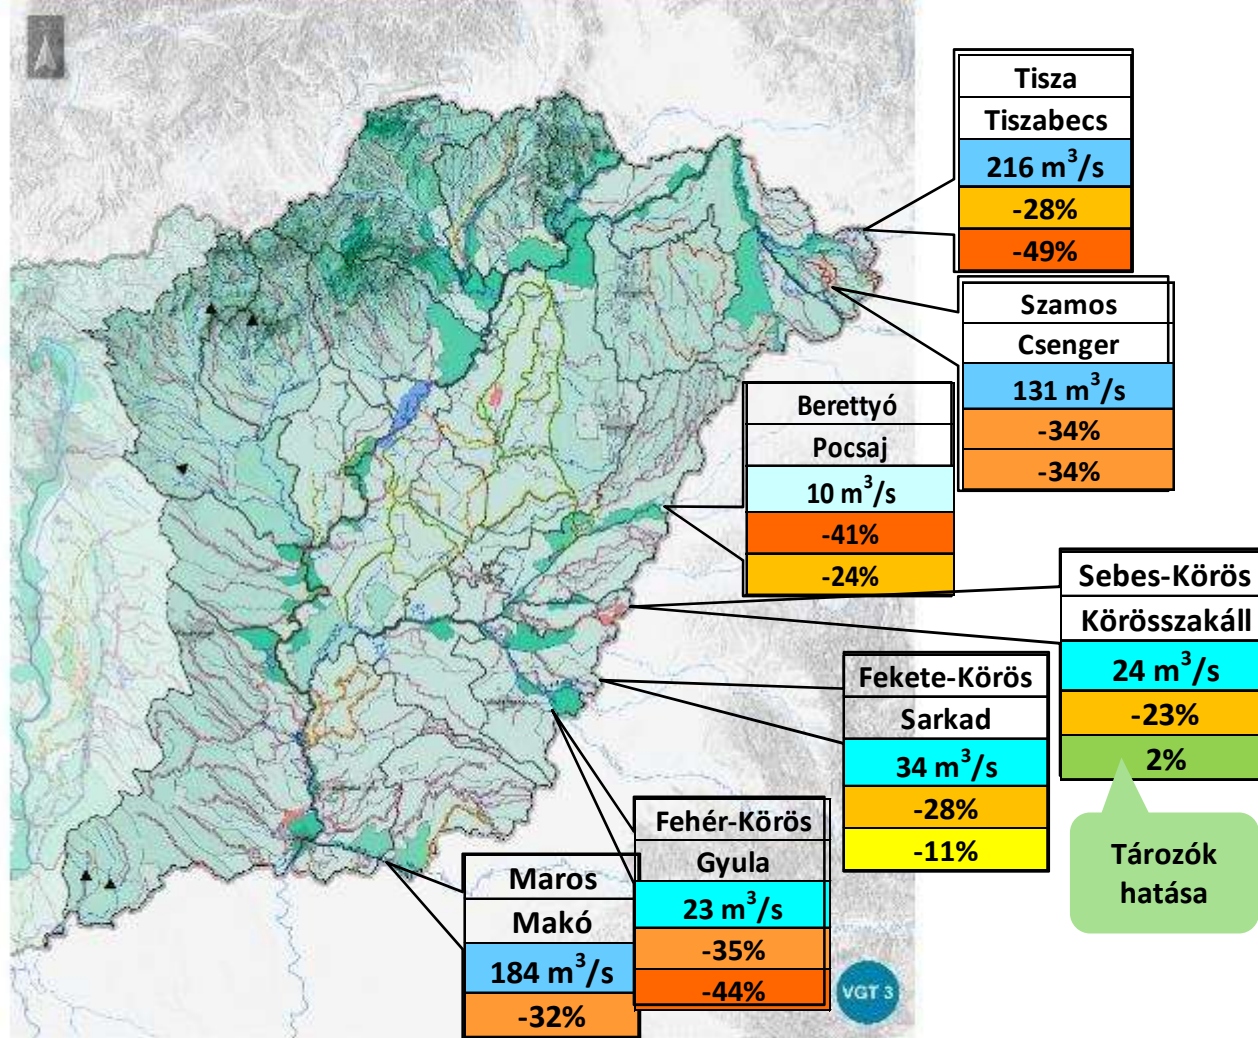 Tisza
Tiszabecs
216 m³/s
-28%
-49%
Szamos
Csenger
131 m³/s
-34%
-34%
Berettyó
Pocsaj
10 m³/s
-41%
-24%
Sebes-Körös
Körösszakáll
24 m³/s
-23%
2%
Tározók
hatása
Fekete-Körös
Sarkad
34 m³/s
-28%
-11%
Fehér-Körös
Gyula
23 m³/s
-35%
-44%
Maros
Makó
184 m³/s
-32%
VGT 3